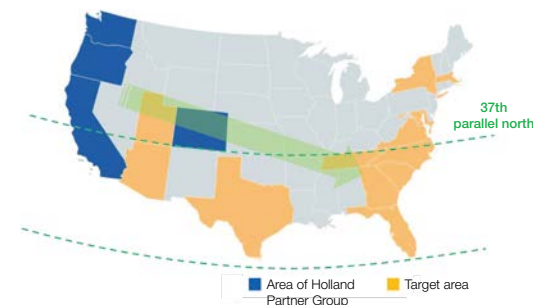 37th
parallel north
Area of Holland
Partner Group
Target area